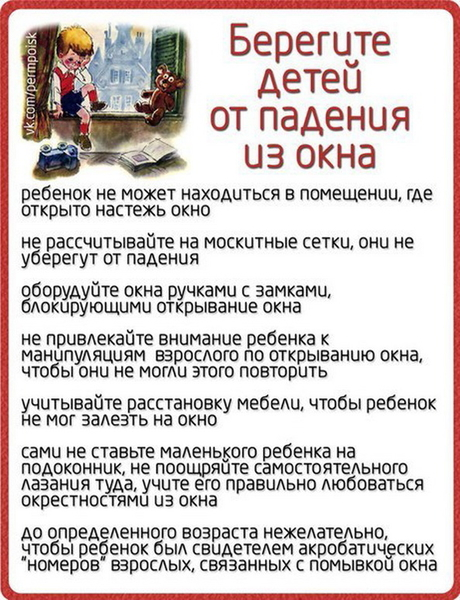 vk.com/permpoisk
Берегите
детей
от падения
из окна
ребенок не может находиться в помещении, где
открыто настежь окно
не рассчитывайте на москитные сетки, они не
уберегут от падения
оборудуйте окна ручками с замками,
блокирующими открывание окна
не привлекайте внимание ребенка к
манипуляциям взрослого по открыванию окна,
чтобы они не могли этого повторить
учитывайте расстановку мебели, чтобы ребенок
не мог залезть на окно
сами не ставьте маленького ребенка на
подоконник, не поощряйте самостоятельного
лазания туда, учите его правильно любоваться
окрестностями из окна
до определенного возраста нежелательно,
чтобы ребенок был свидетелем акробатических
"номеров" взрослых, связанных с помывкой окна